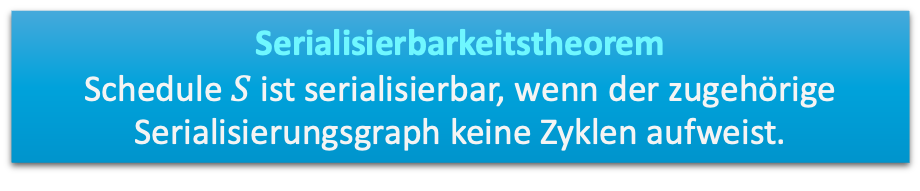 Serialisierbarkeitstheorem
Schedule S ist serialisierbar, wenn der zugehörige
Serialisierungsgraph keine Zyklen aufweist.